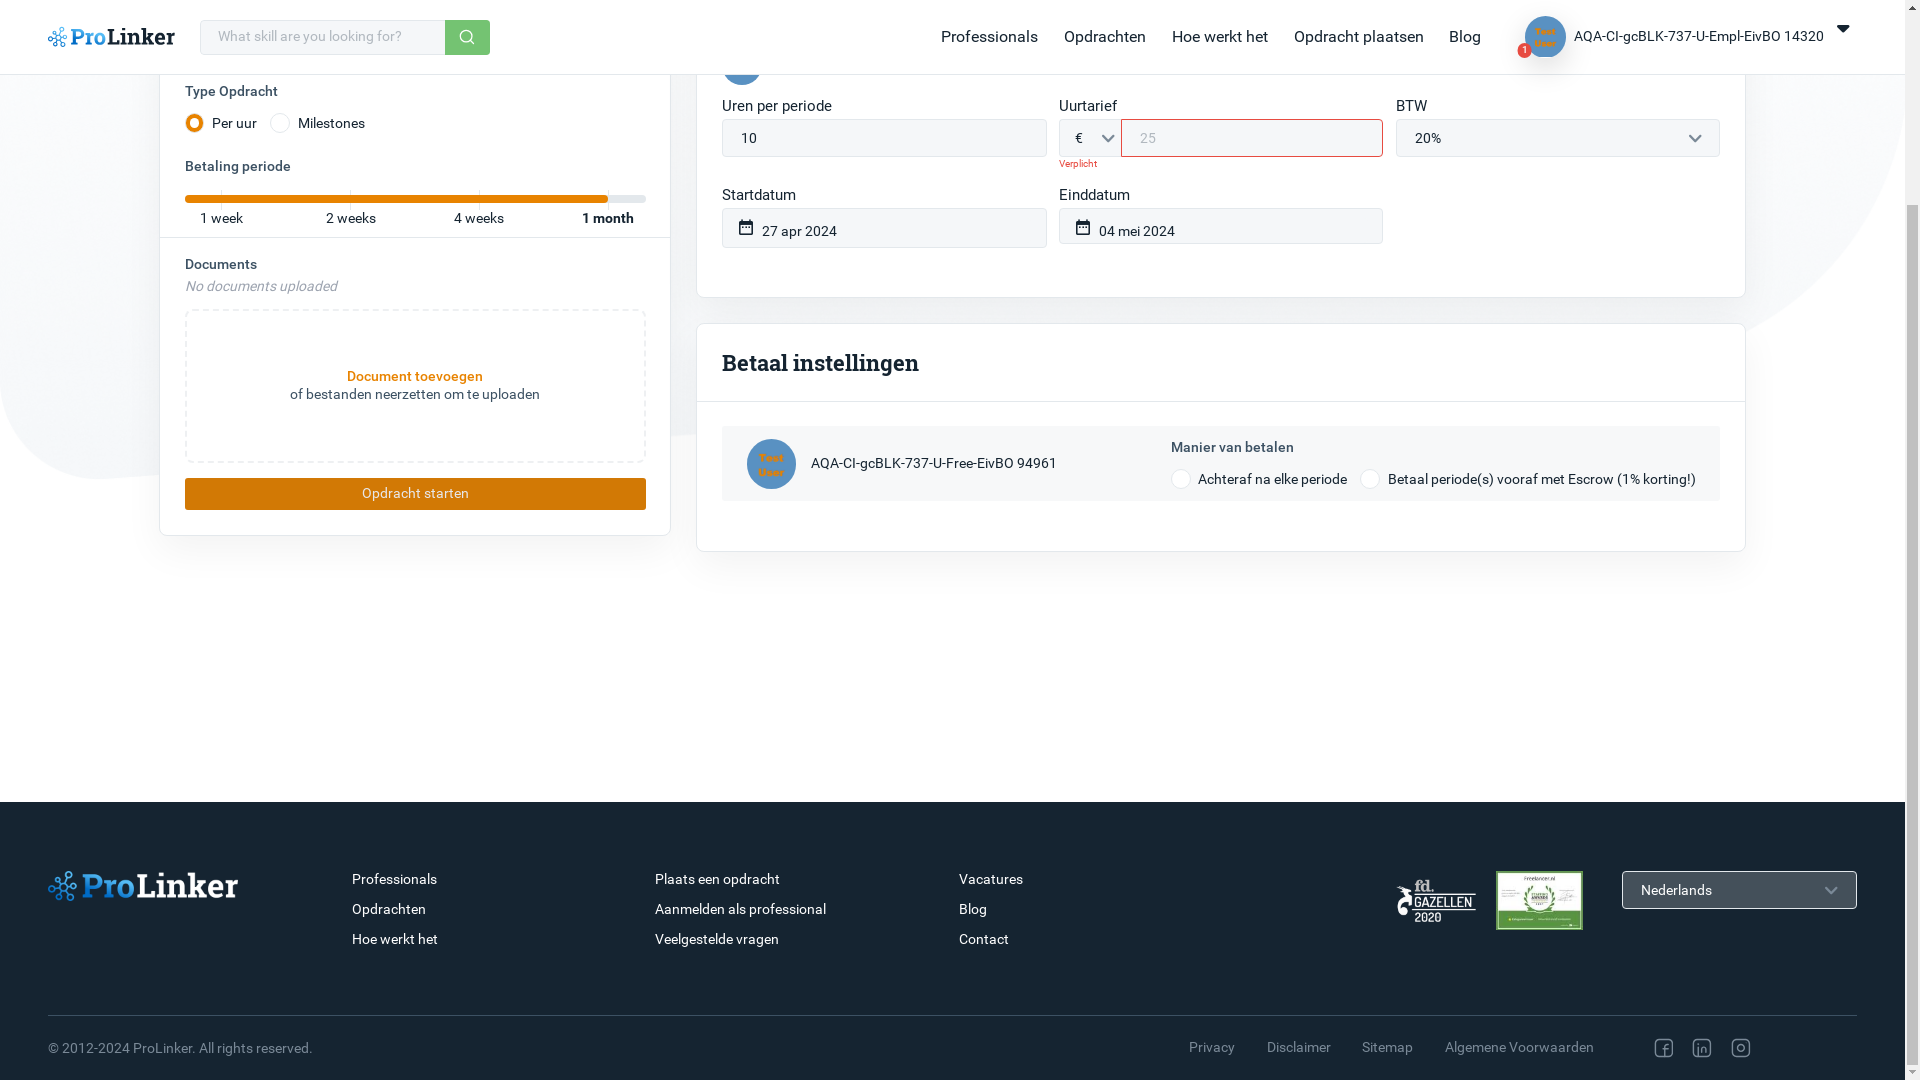 ProLinker
What skill are you looking for?
Professionals
Opdrachten
Hoe werkt het
Opdracht plaatsen
Blog
Test
User
1
AQA-CI-gcBLK-737-U-Empl-EivBO 14320
Type Opdracht
Per uur
Milestones
Betaling periode
1 week
2 weeks
4 weeks
1 month
Documents
No documents uploaded
Document toevoegen
of bestanden neerzetten om te uploaden
Opdracht starten
Uren per periode
10
Uurtarief
€
25
Verplicht
BTW
20%
Startdatum
27 apr 2024
Einddatum
04 mei 2024
Betaal instellingen
Test
User
AQA-CI-gcBLK-737-U-Free-EivBO 94961
Manier van betalen
Achteraf na elke periode
Betaal periode(s) vooraf met Escrow (1% korting!)
ProLinker
Professionals
Opdrachten
Hoe werkt het
Plaats een opdracht
Aanmelden als professional
Veelgestelde vragen
Vacatures
Blog
Contact
fd.
GAZELLEN
2020
Freelancer.nl
Nederlands
© 2012-2024 ProLinker. All rights reserved.
Privacy
Disclaimer
Sitemap
Algemene Voorwaarden